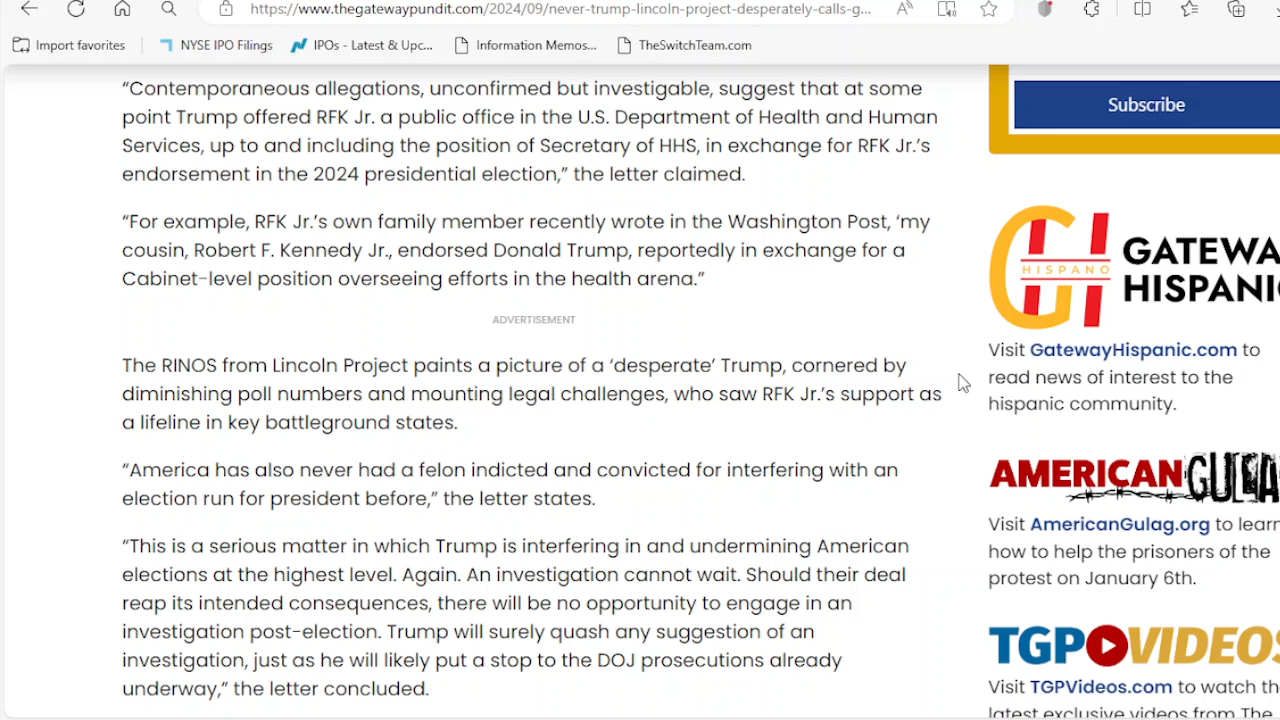 https://www.thegatewaypundit.com/2024/09/never-trump-lincoln-project-desperately-calls-g...
Import favorites
NYSE IPO Filings
IPOs - Latest & Upc...
Information Memos...
TheSwitchTeam.com
“Contemporaneous allegations, unconfirmed but investigable, suggest that at some
point Trump offered RFK Jr. a public office in the U.S. Department of Health and Human
Services, up to and including the position of Secretary of HHS, in exchange for RFK Jr.’s
endorsement in the 2024 presidential election,” the letter claimed.
“For example, RFK Jr.’s own family member recently wrote in the Washington Post, ‘my
cousin, Robert F. Kennedy Jr., endorsed Donald Trump, reportedly in exchange for a
Cabinet-level position overseeing efforts in the health arena.”
ADVERTISEMENT
The RINOS from Lincoln Project paints a picture of a ‘desperate’ Trump, cornered by
diminishing poll numbers and mounting legal challenges, who saw RFK Jr.’s support as
a lifeline in key battleground states.
“America has also never had a felon indicted and convicted for interfering with an
election run for president before,” the letter states.
“This is a serious matter in which Trump is interfering in and undermining American
elections at the highest level. Again. An investigation cannot wait. Should their deal
reap its intended consequences, there will be no opportunity to engage in an
investigation post-election. Trump will surely quash any suggestion of an
investigation, just as he will likely put a stop to the DOJ prosecutions already
underway,” the letter concluded.
Subscribe
GH
HISPANO
GATEWA
HISPANI
Visit GatewayHispanic.com to
read news of interest to the
hispanic community.
AMERICAN GULA
Visit AmericanGulag.org to learn
how to help the prisoners of the
protest on January 6th.
TGP VIDEOS
Visit TGPVideos.com to watch the
latest exclusive videos from The